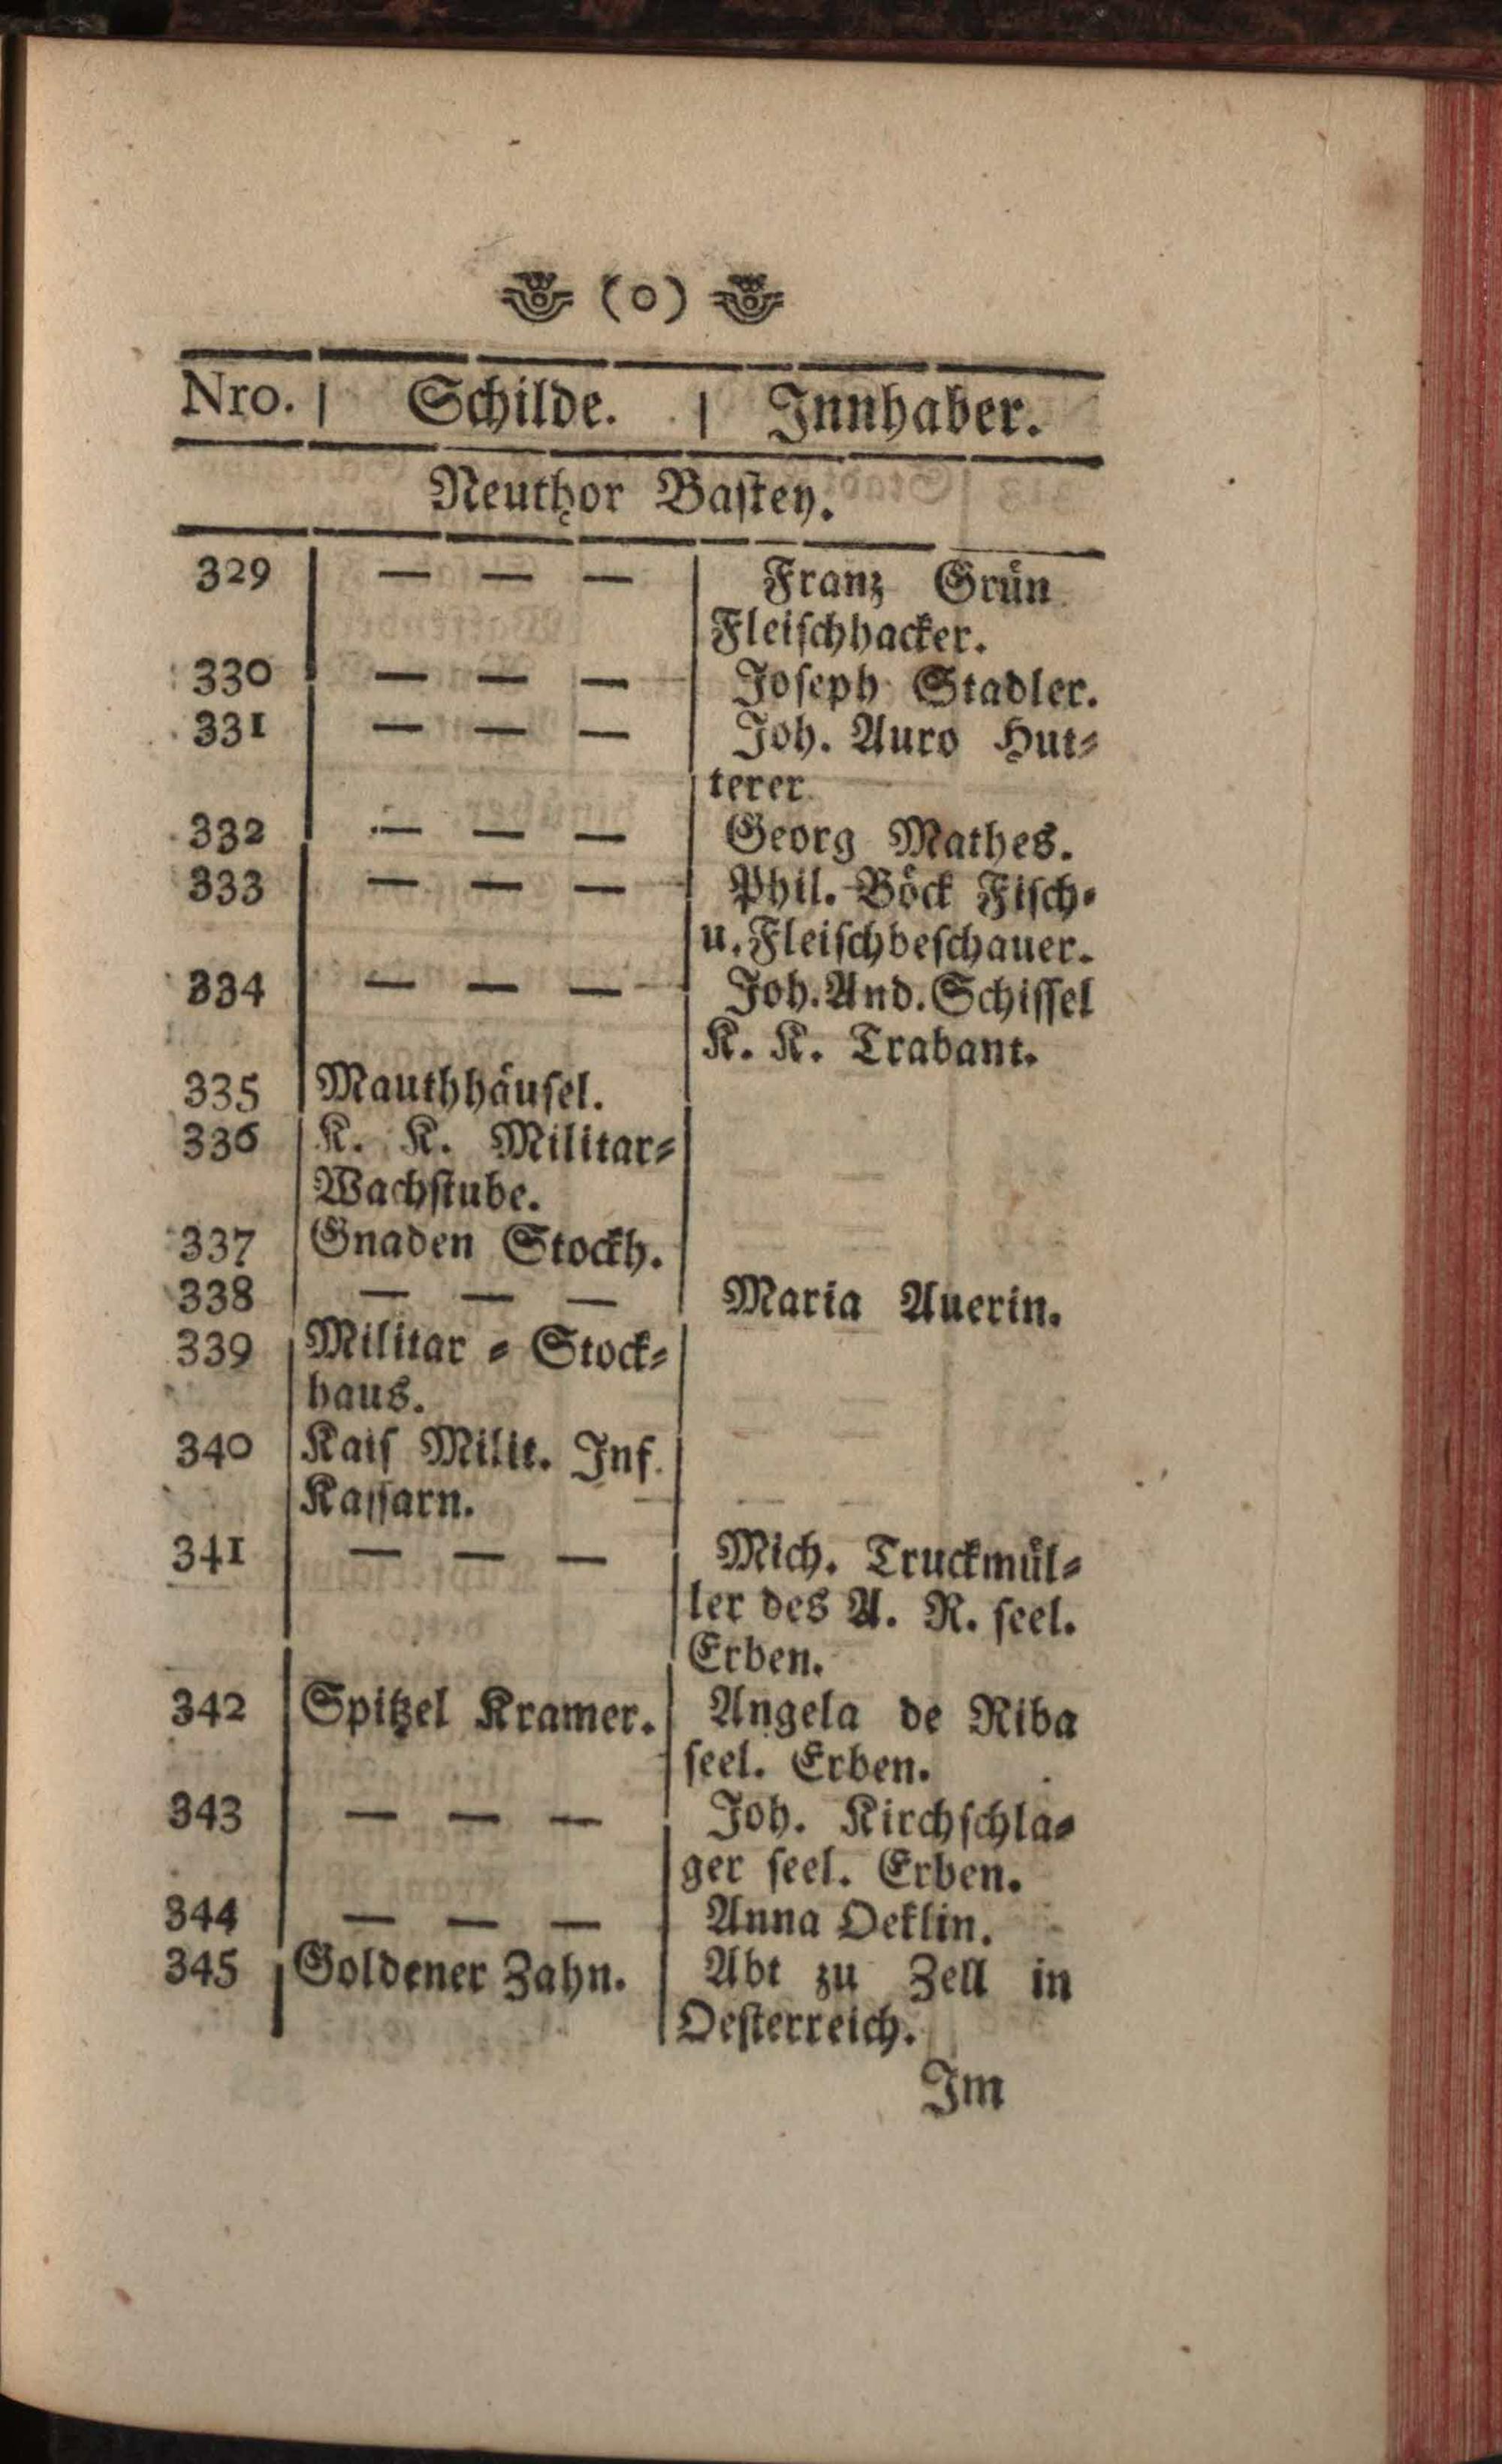 (o)
Nro. | Schilde. | Innhaber.
Neuthor Bastey.
329 | — — — | Franz Grün
Fleischhacker.
330 | — — — | Joseph Stadler.
331 | — — — | Joh. Auro Hut=
terer
332 | — — — | Georg Mathes.
333 | — — — | Phil. Böck Fisch=
u. Fleischbeschauer.
334 | — — — | Joh. And. Schissel
K. K. Trabant.
335 | Mauthhäusel.
336 | K. K. Militar=
Wachstube.
337 | Gnaden Stockh.
338 | — — — | Maria Auerin.
339 | Militar = Stock=
haus.
340 | Kais Milit. Inf.
Kassarn.
341 | — — — | Mich. Truckmül=
ler des A. R. seel.
Erben.
342 | Spitzel Kramer. | Angela de Riba
seel. Erben.
343 | — — — | Joh. Kirchschla=
ger seel. Erben.
344 | — — — | Anna Oeklin.
345 | Goldener Zahn. | Abt zu Zell in
Oesterreich.
Im